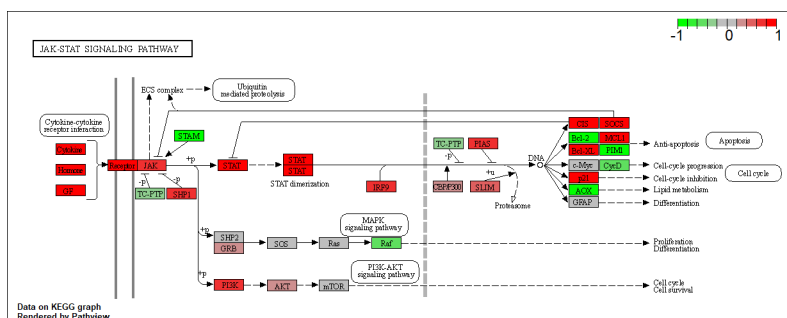 -1 0 1
JAK-STAT SIGNALING PATHWAY
ECS complex
Ubiquitin
mediated proteolysis
Cytokine-cytokine
receptor interaction
Cytokine
Hormone
GF
Receptor
JAK
STAM
+p
-p
-p
TC-PTP
SHP1
STAT
STAT
STAT
STAT dimerization
IRF9
TC-PTP
PIAS
-p
+u
CBP/P300
SLIM
Proteasome
DNA
CIS
SOCS
Bcl-2
MCL1
Bcl-XL
PIM1
c-Myc
CycD
p21
AOX
GFAP
Anti-apoptosis
Apoptosis
Cell-cycle progression
Cell cycle
Cell-cycle inhibition
Lipid metabolism
Differentiation
+p
SHP2
GRB
SOS
Ras
Raf
MAPK
signaling pathway
Proliferation
Differentiation
+p
PI3K
AKT
mTOR
PI3K-AKT
signaling pathway
Cell cycle
Cell survival
Data on KEGG graph
Rendered by Pathview